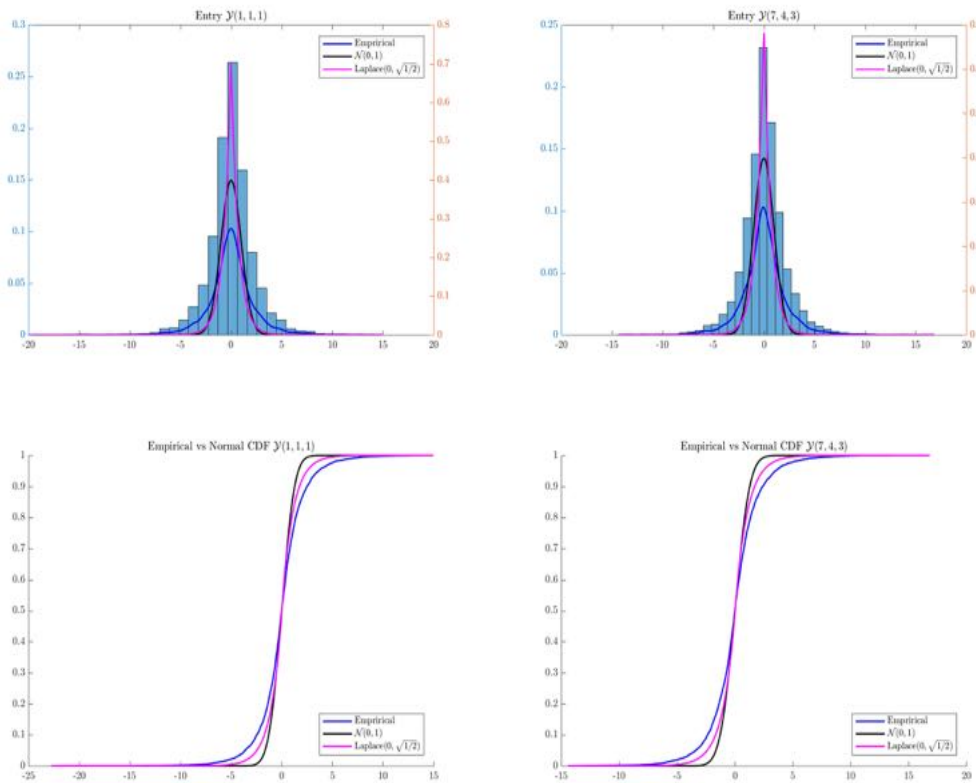 Entry 𝒴(1, 1, 1)
0.3
0.25
0.2
0.15
0.1
0.05
0
0.8
0.7
0.6
0.5
0.4
0.3
0.2
0.1
0
-20 -15 -10 -5 0 5 10 15 20
Emprirical
𝒩(0, 1)
Laplace(0, √1/2)
Entry 𝒴(7, 4, 3)
0.25
0.2
0.15
0.1
0.05
0
-20 -15 -10 -5 0 5 10 15 20
Emprirical
𝒩(0, 1)
Laplace(0, √1/2)
Empirical vs Normal CDF 𝒴(1, 1, 1)
1
0.9
0.8
0.7
0.6
0.5
0.4
0.3
0.2
0.1
0
-25 -20 -15 -10 -5 0 5 10 15
Emprirical
𝒩(0, 1)
Laplace(0, √1/2)
Empirical vs Normal CDF 𝒴(7, 4, 3)
1
0.9
0.8
0.7
0.6
0.5
0.4
0.3
0.2
0.1
0
-15 -10 -5 0 5 10 15 20
Emprirical
𝒩(0, 1)
Laplace(0, √1/2)